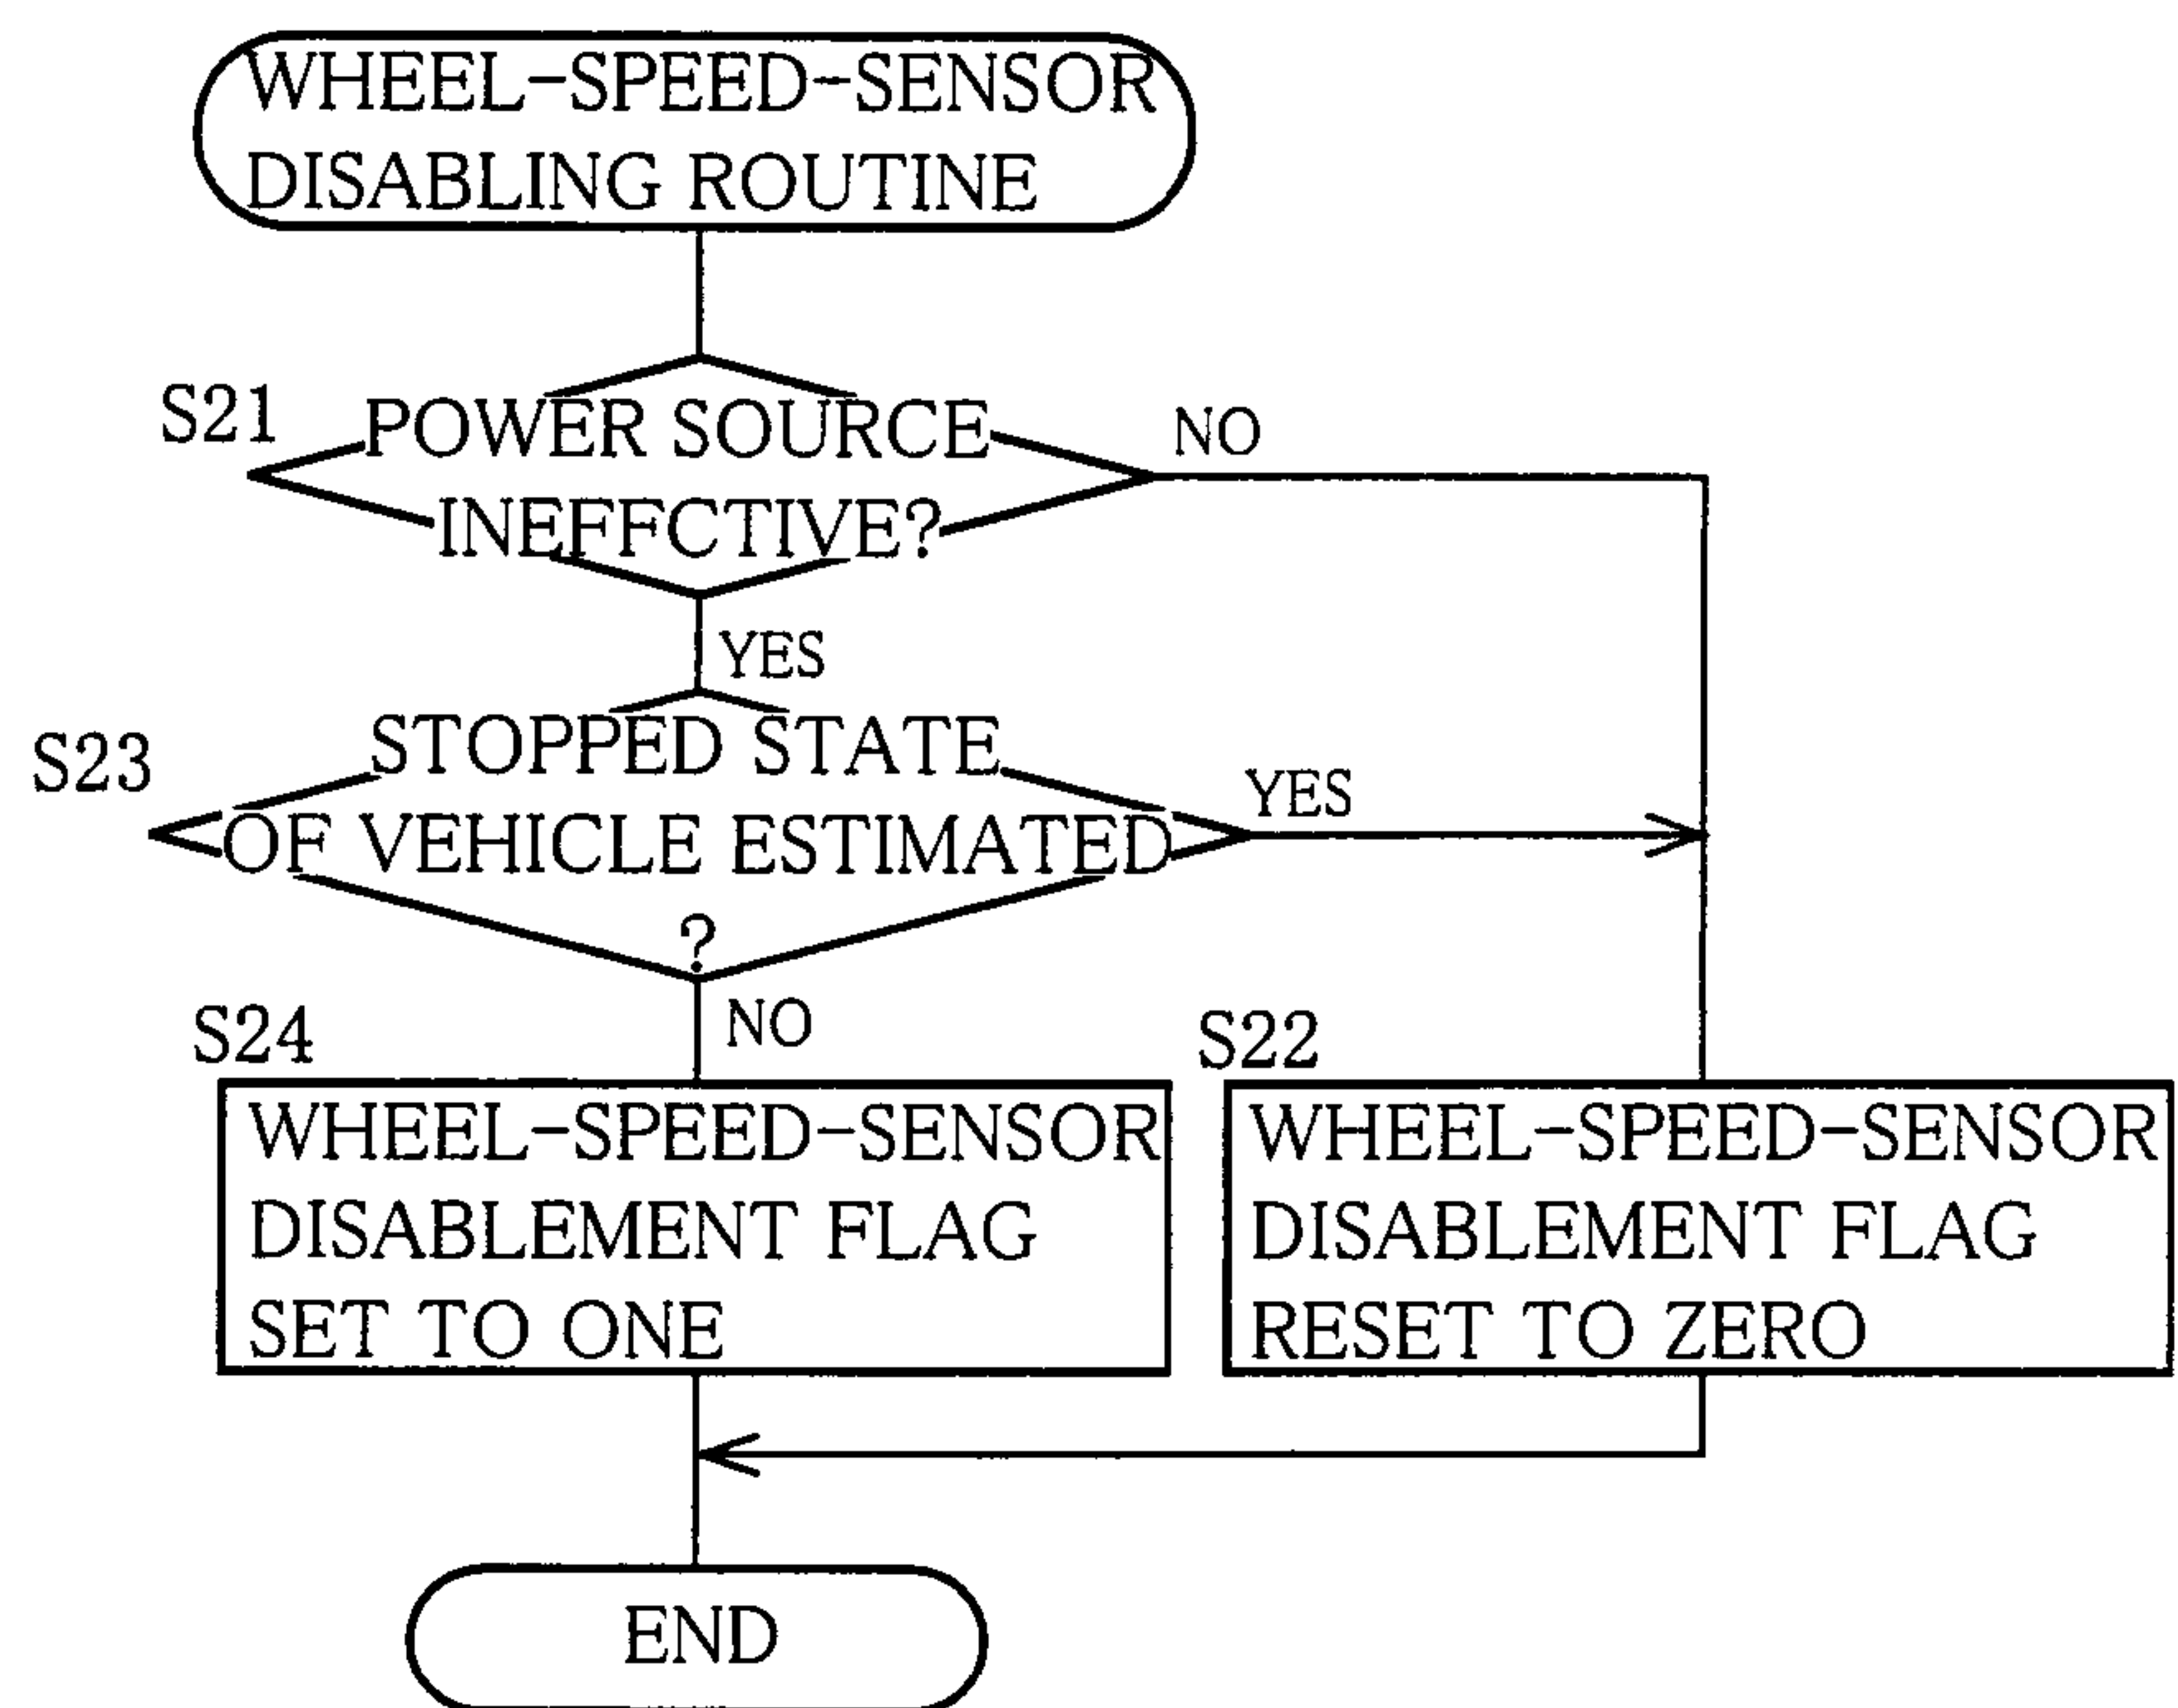 WHEEL-SPEED-SENSOR
DISABLING ROUTINE
S21
POWER SOURCE
INEFFCTIVE?
NO
YES
S23
STOPPED STATE
OF VEHICLE ESTIMATED
?
YES
NO
S24
WHEEL-SPEED-SENSOR
DISABLEMENT FLAG
SET TO ONE
S22
WHEEL-SPEED-SENSOR
DISABLEMENT FLAG
RESET TO ZERO
END